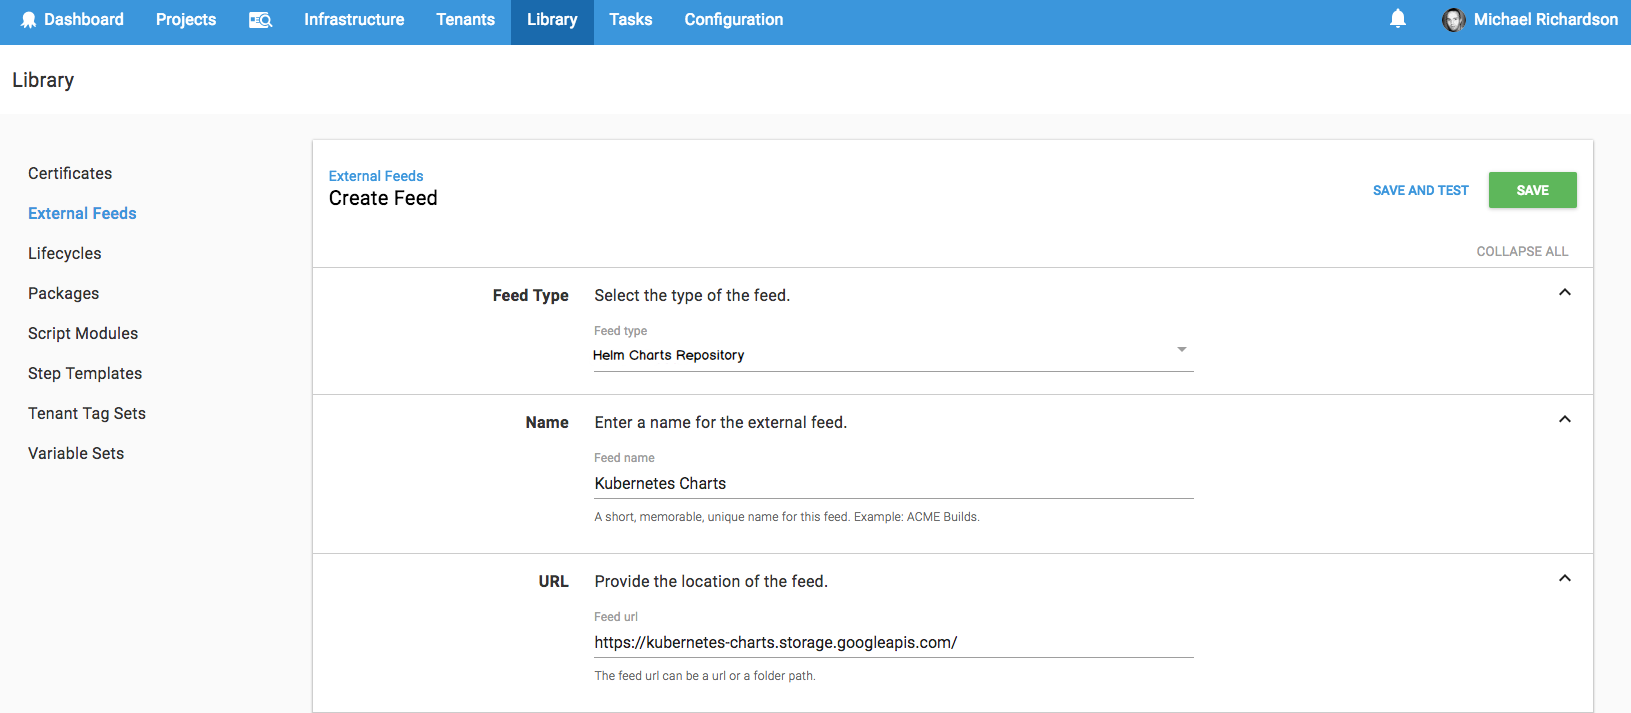 Dashboard Projects Infrastructure Tenants Library Tasks Configuration Michael Richardson
Library
Certificates
External Feeds
Lifecycles
Packages
Script Modules
Step Templates
Tenant Tag Sets
Variable Sets
External Feeds
Create Feed
SAVE AND TEST SAVE
COLLAPSE ALL
Feed Type Select the type of the feed.
Feed type
Helm Charts Repository
Name Enter a name for the external feed.
Feed name
Kubernetes Charts
A short, memorable, unique name for this feed. Example: ACME Builds.
URL Provide the location of the feed.
Feed url
https://kubernetes-charts.storage.googleapis.com/
The feed url can be a url or a folder path.